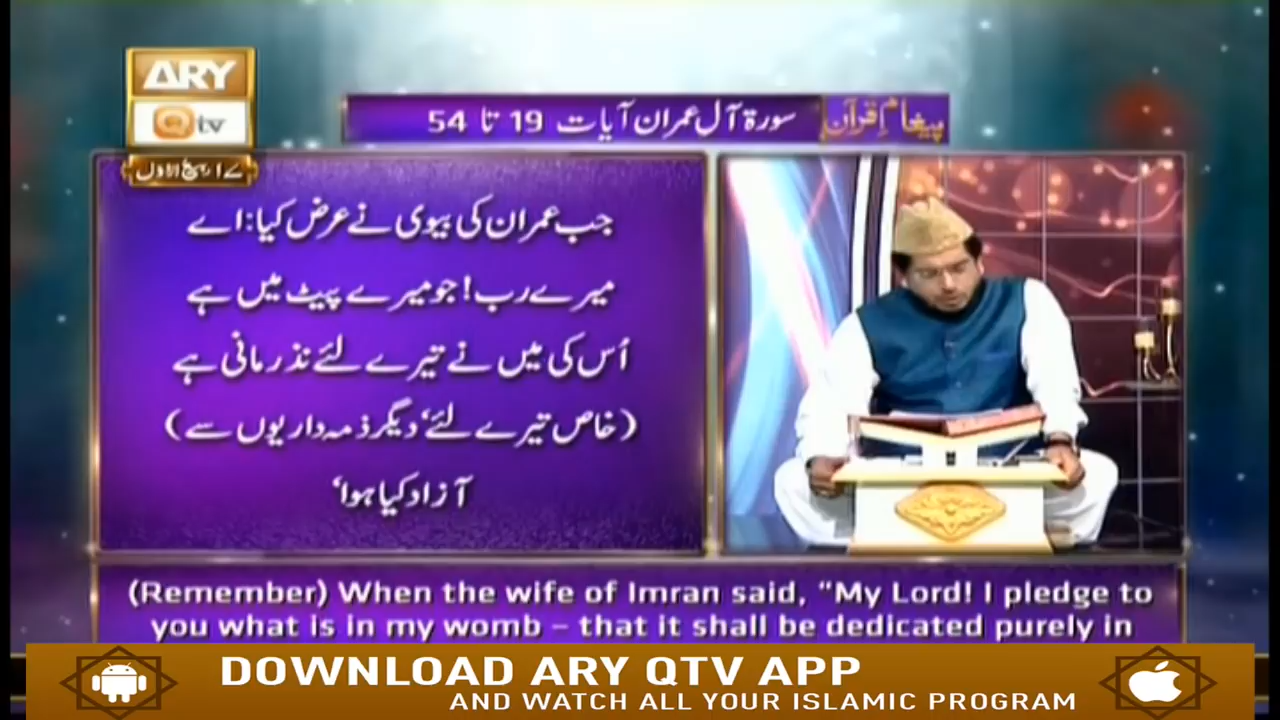 ARY
Qtv
پیغامِ قرآن
سورۃ آل عمران آیات 19 تا 54
۱۷ ربیع الاول
جب عمران کی بیوی نے عرض کیا: اے
میرے رب! جو میرے پیٹ میں ہے
اُس کی میں نے تیرے لئے نذر مانی ہے
(خاص تیرے لئے‘ دیگر ذمہ داریوں سے)
آزاد کیا ہوا‘
(Remember) When the wife of Imran said, “My Lord! I pledge to
you what is in my womb – that it shall be dedicated purely in
DOWNLOAD ARY QTV APP
AND WATCH ALL YOUR ISLAMIC PROGRAM